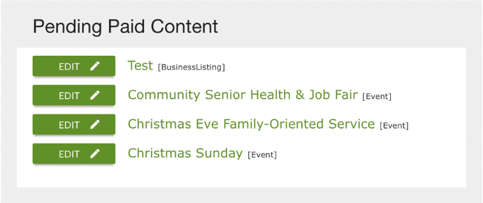 Pending Paid Content
EDIT Test [BusinessListing]
EDIT Community Senior Health & Job Fair [Event]
EDIT Christmas Eve Family-Oriented Service [Event]
EDIT Christmas Sunday [Event]